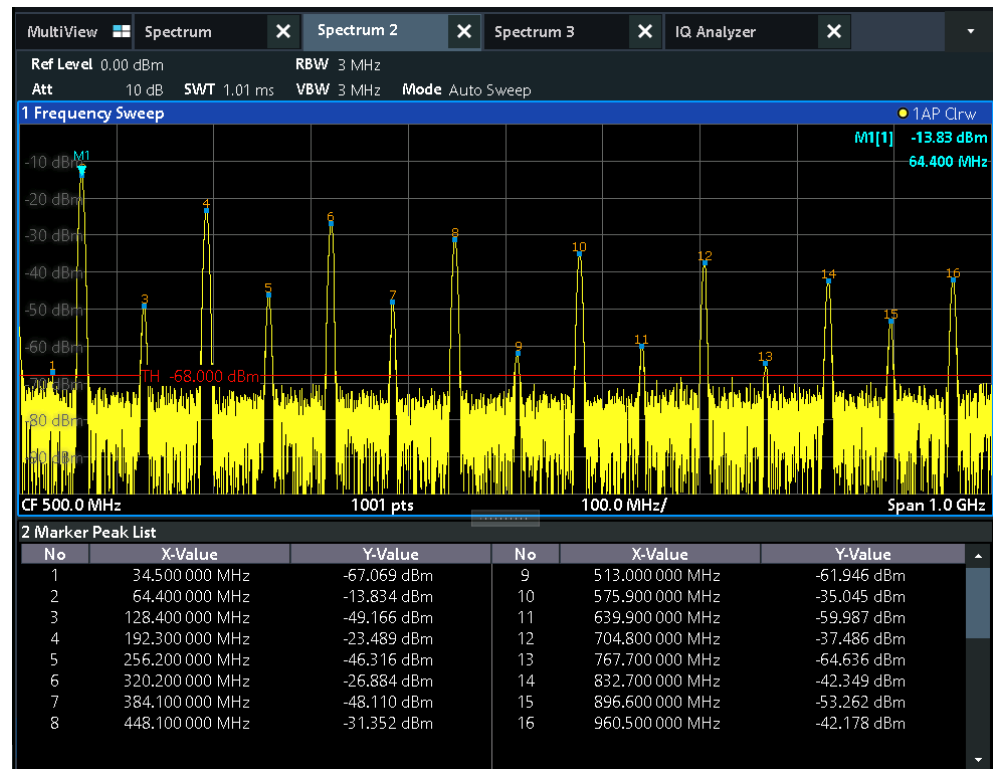 MultiView Spectrum Spectrum 2 Spectrum 3 IQ Analyzer
Ref Level 0.00 dBm RBW 3 MHz
Att 10 dB SWT 1.01 ms VBW 3 MHz Mode Auto Sweep
1 Frequency Sweep 1AP Clrw
M1[1] -13.83 dBm
64.400 MHz
M1
-10 dBm
-20 dBm
4
6
-30 dBm
8
10
-40 dBm
12
5
14
16
3
7
-50 dBm
15
-60 dBm
9
11
13
1
TH -68.000 dBm
-70 dBm
-80 dBm
-90 dBm
CF 500.0 MHz 1001 pts 100.0 MHz/ Span 1.0 GHz
2 Marker Peak List
No X-Value Y-Value No X-Value Y-Value
1 34.500 000 MHz -67.069 dBm 9 513.000 000 MHz -61.946 dBm
2 64.400 000 MHz -13.834 dBm 10 575.900 000 MHz -35.045 dBm
3 128.400 000 MHz -49.166 dBm 11 639.900 000 MHz -59.987 dBm
4 192.300 000 MHz -23.489 dBm 12 704.800 000 MHz -37.486 dBm
5 256.200 000 MHz -46.316 dBm 13 767.700 000 MHz -64.636 dBm
6 320.200 000 MHz -26.884 dBm 14 832.700 000 MHz -42.349 dBm
7 384.100 000 MHz -48.110 dBm 15 896.600 000 MHz -53.262 dBm
8 448.100 000 MHz -31.352 dBm 16 960.500 000 MHz -42.178 dBm